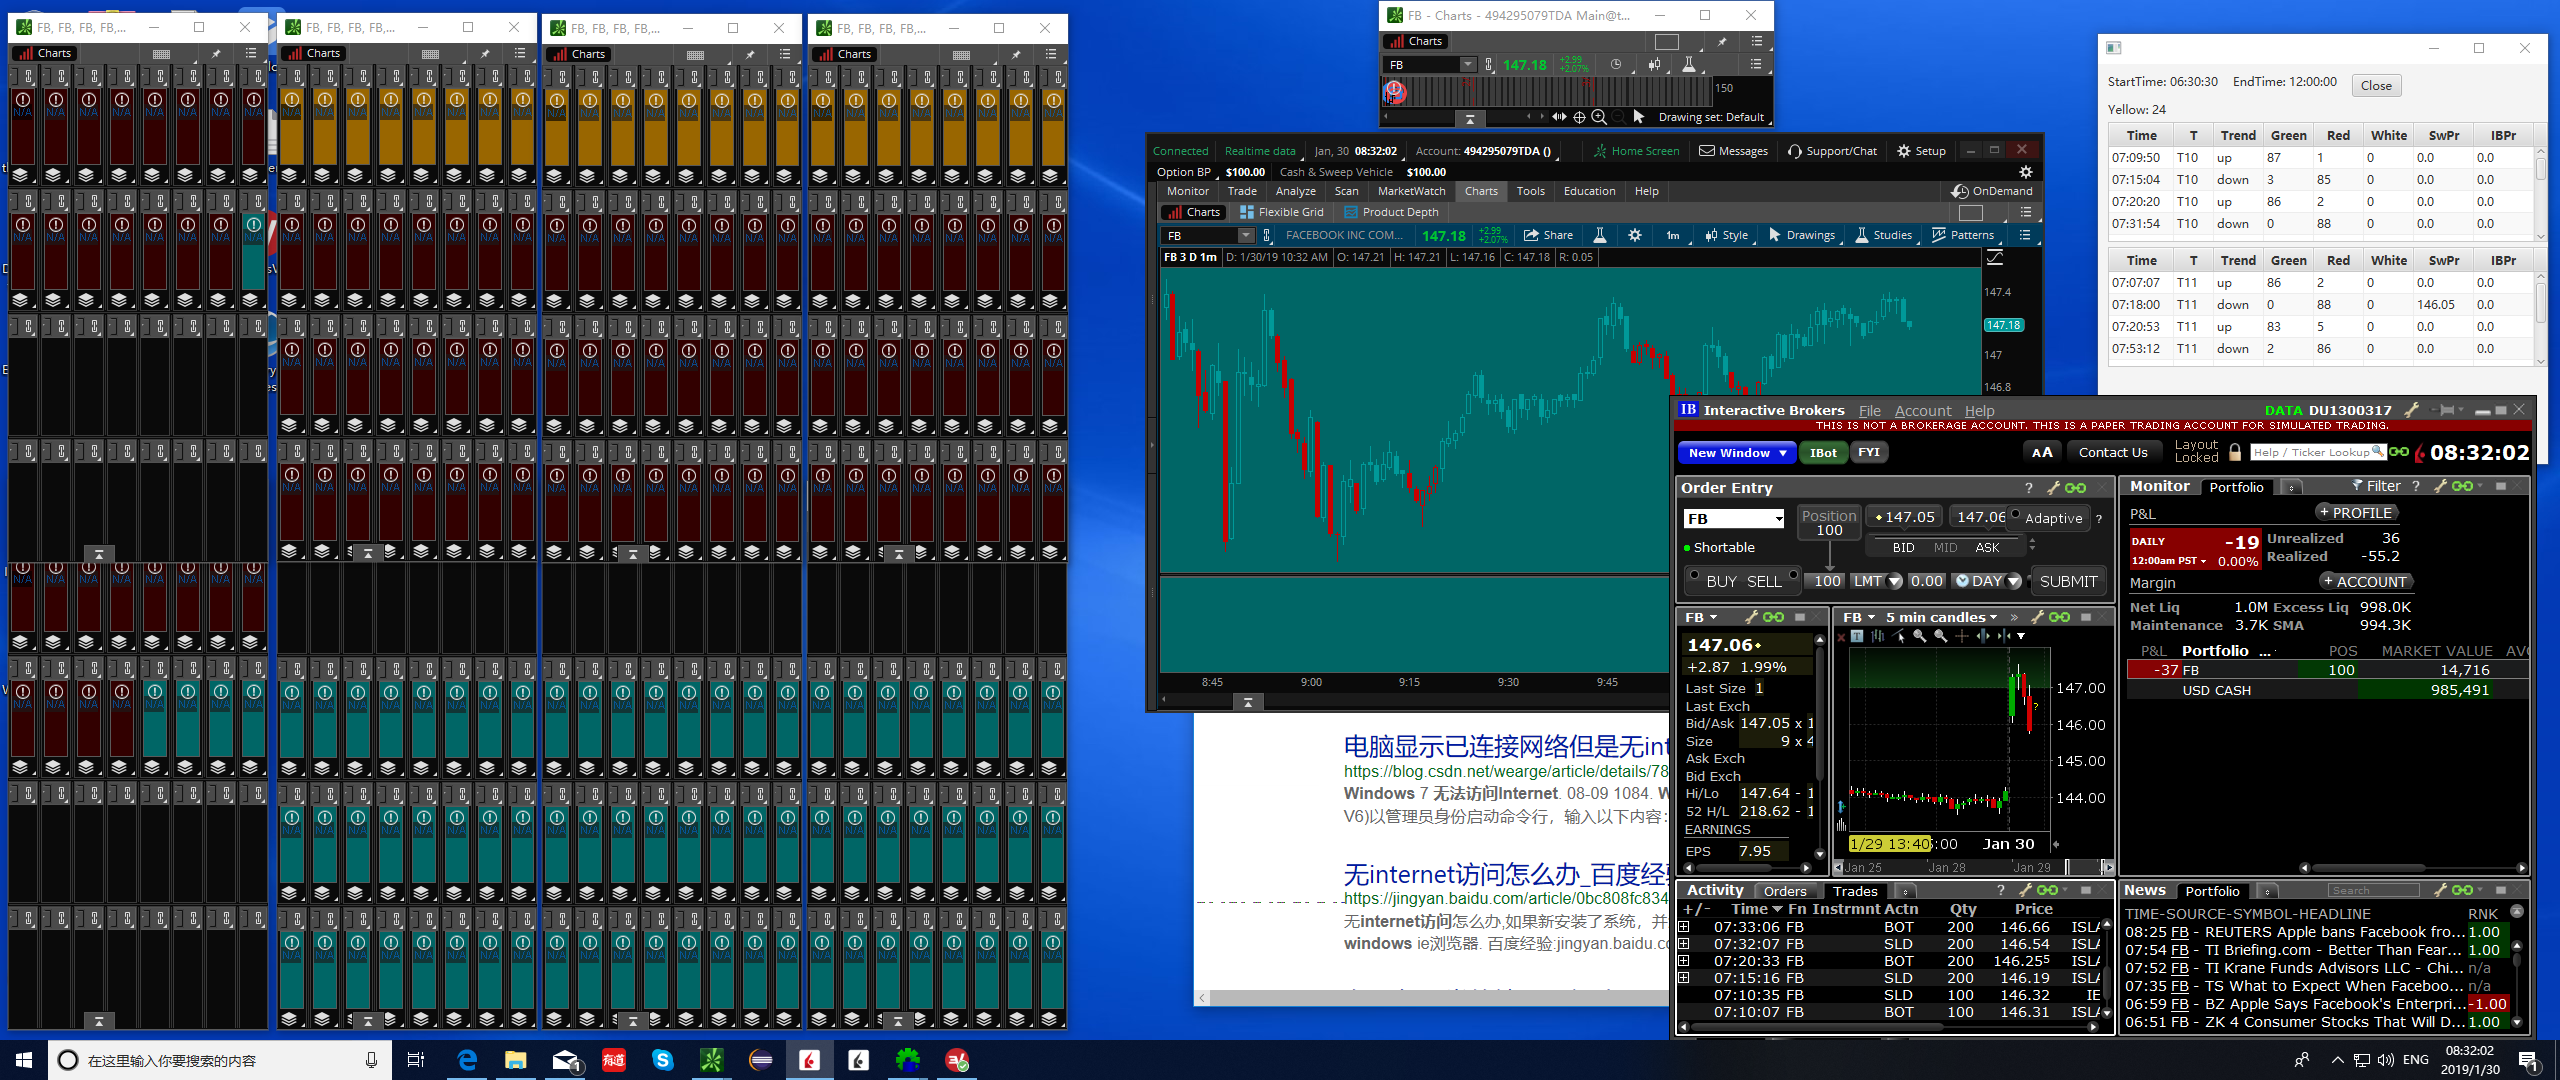 FB, FB, FB, FB,...
Charts
FB, FB, FB, FB,...
Charts
FB, FB, FB, FB,...
Charts
FB, FB, FB, FB,...
Charts
N/A
FB - Charts - 494295079TDA Main@t...
Charts
FB 147.18 +2.99 +2.07%
150
Drawing set: Default
Connected Realtime data Jan, 30 08:32:02 Account: 494295079TDA () Home Screen Messages Support/Chat Setup
Option BP $100.00 Cash & Sweep Vehicle $100.00
Monitor Trade Analyze Scan MarketWatch Charts Tools Education Help OnDemand
Charts Flexible Grid Product Depth
FB FACEBOOK INC COM... 147.18 +2.99 +2.07% Share 1m Style Drawings Studies Patterns
FB 3 D 1m D: 1/30/19 10:32 AM O: 147.21 H: 147.21 L: 147.16 C: 147.18 R: 0.05
147.4
147.18
147
146.8
8:45 9:00 9:15 9:30 9:45
StartTime: 06:30:30 EndTime: 12:00:00 Close
Yellow: 24
Time T Trend Green Red White SwPr IBPr
07:09:50 T10 up 87 1 0 0.0 0.0
07:15:04 T10 down 3 85 0 0.0 0.0
07:20:20 T10 up 86 2 0 0.0 0.0
07:31:54 T10 down 0 88 0 0.0 0.0
Time T Trend Green Red White SwPr IBPr
07:07:07 T11 up 86 2 0 0.0 0.0
07:18:00 T11 down 0 88 0 146.05 0.0
07:20:53 T11 up 83 5 0 0.0 0.0
07:53:12 T11 down 2 86 0 0.0 0.0
IB Interactive Brokers File Account Help DATA DU1300317
THIS IS NOT A BROKERAGE ACCOUNT. THIS IS A PAPER TRADING ACCOUNT FOR SIMULATED TRADING.
New Window IBot FYI AA Contact Us Layout Locked Help / Ticker Lookup 08:32:02
Order Entry ?
FB Position 100 147.05 147.06 Adaptive ?
Shortable BID MID ASK
BUY SELL 100 LMT 0.00 DAY SUBMIT
Monitor Portfolio Filter ?
P&L + PROFILE
DAILY -19 Unrealized 36
12:00am PST 0.00% Realized -55.2
Margin + ACCOUNT
Net Liq 1.0M Excess Liq 998.0K
Maintenance 3.7K SMA 994.3K
P&L Portfolio ... POS MARKET VALUE AVG
-37 FB 100 14,716
USD CASH 985,491
FB
147.06
+2.87 1.99%
Last Size 1
Last Exch
Bid/Ask 147.05 x 1
Size 9 x 4
Ask Exch
Bid Exch
Hi/Lo 147.64 - 1
52 H/L 218.62 - 1
EARNINGS
EPS 7.95
FB 5 min candles »
147.00
146.00
145.00
144.00
1/29 13:40 5:00 Jan 30
Jan 25 Jan 28 Jan 29
Activity Orders Trades ?
+/- Time Fn Instrmnt Actn Qty Price
07:33:06 FB BOT 200 146.66 ISLA
07:32:07 FB SLD 200 146.54 ISLA
07:20:33 FB BOT 200 146.25⁵ ISLA
07:15:16 FB SLD 200 146.19 ISLA
07:10:35 FB SLD 100 146.32 IE
07:10:07 FB BOT 100 146.31 ISLA
News Portfolio Search
TIME-SOURCE-SYMBOL-HEADLINE RNK
08:25 FB - REUTERS Apple bans Facebook fro... 1.00
07:54 FB - TI Briefing.com - Better Than Fear... 1.00
07:52 FB - TI Krane Funds Advisors LLC - Chi... n/a
07:35 FB - TS What to Expect When Faceboo... n/a
06:59 FB - BZ Apple Says Facebook's Enterpri... -1.00
06:51 FB - ZK 4 Consumer Stocks That Will D... 1.00
电脑显示已连接网络但是无int
https://blog.csdn.net/wearge/article/details/78
Windows 7 无法访问Internet. 08-09 1084. W
V6)以管理员身份启动命令行，输入以下内容:
无internet访问怎么办_百度经验
https://jingyan.baidu.com/article/0bc808fc834
无internet访问怎么办,如果新安装了系统，并
windows ie浏览器. 百度经验:jingyan.baidu.co
在这里输入你要搜索的内容
有道
ENG
08:32:02
2019/1/30